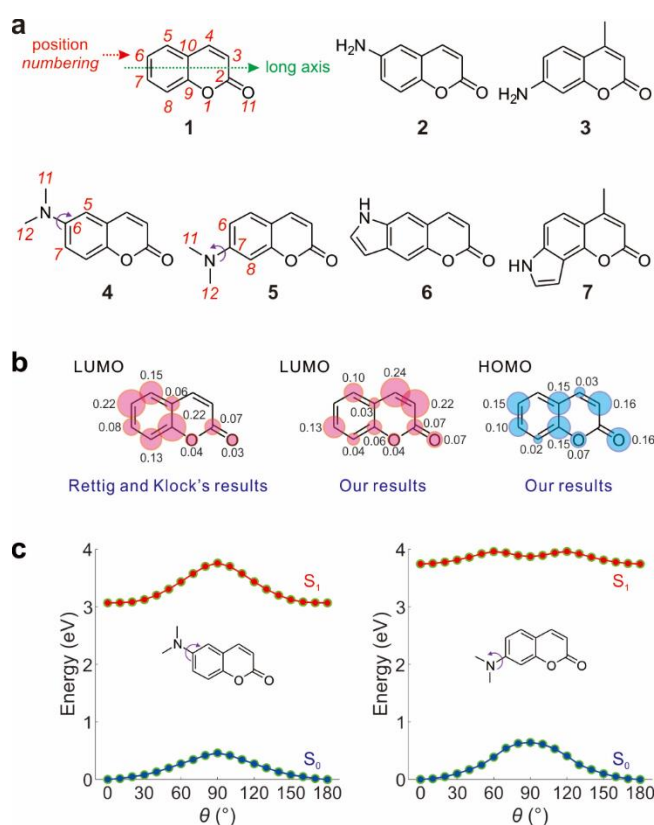 a
position
numbering
5
4
6
10
3
7
2
9
8
1
O
O
11
long axis
1
H₂N
O
O
2
H₂N
O
O
3
11
12
N
5
6
7
O
O
4
11
N
12
6
7
8
O
O
5
H
N
O
O
6
HN
O
O
7
b
LUMO
0.15
0.06
0.22
0.22
0.07
0.08
O
O
0.13
0.04
0.03
Rettig and Klock's results
LUMO
0.24
0.10
0.22
0.03
0.13
0.07
O
O
0.04
0.06
0.04
0.07
Our results
HOMO
0.03
0.15
0.15
0.16
0.10
O
O
0.02
0.15
0.07
0.16
Our results
c
Energy (eV)
4
3
2
1
0
S₁
N
O
O
S₀
0 30 60 90 120 150 180
θ (°)
Energy (eV)
4
3
2
1
0
S₁
N
O
O
S₀
0 30 60 90 120 150 180
θ (°)